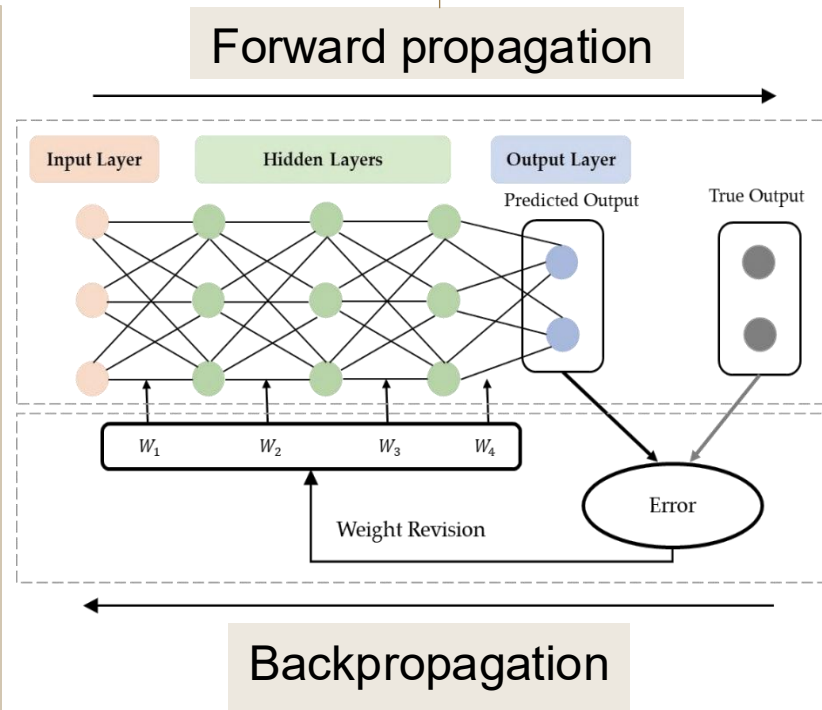 Forward propagation
Input Layer
Hidden Layers
Output Layer
Predicted Output
True Output
W₁
W₂
W₃
W₄
Error
Weight Revision
Backpropagation